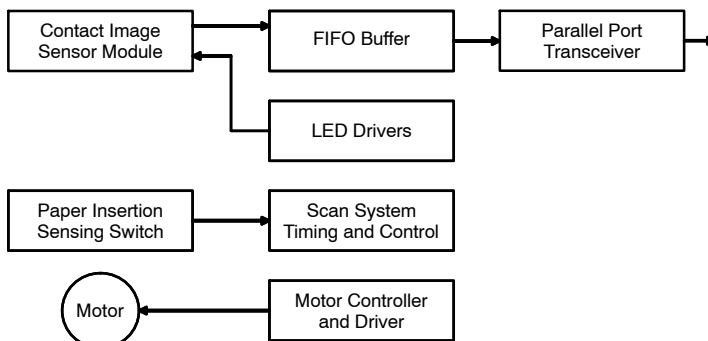 Contact Image
Sensor Module
FIFO Buffer
Parallel Port
Transceiver
LED Drivers
Paper Insertion
Sensing Switch
Scan System
Timing and Control
Motor
Motor Controller
and Driver